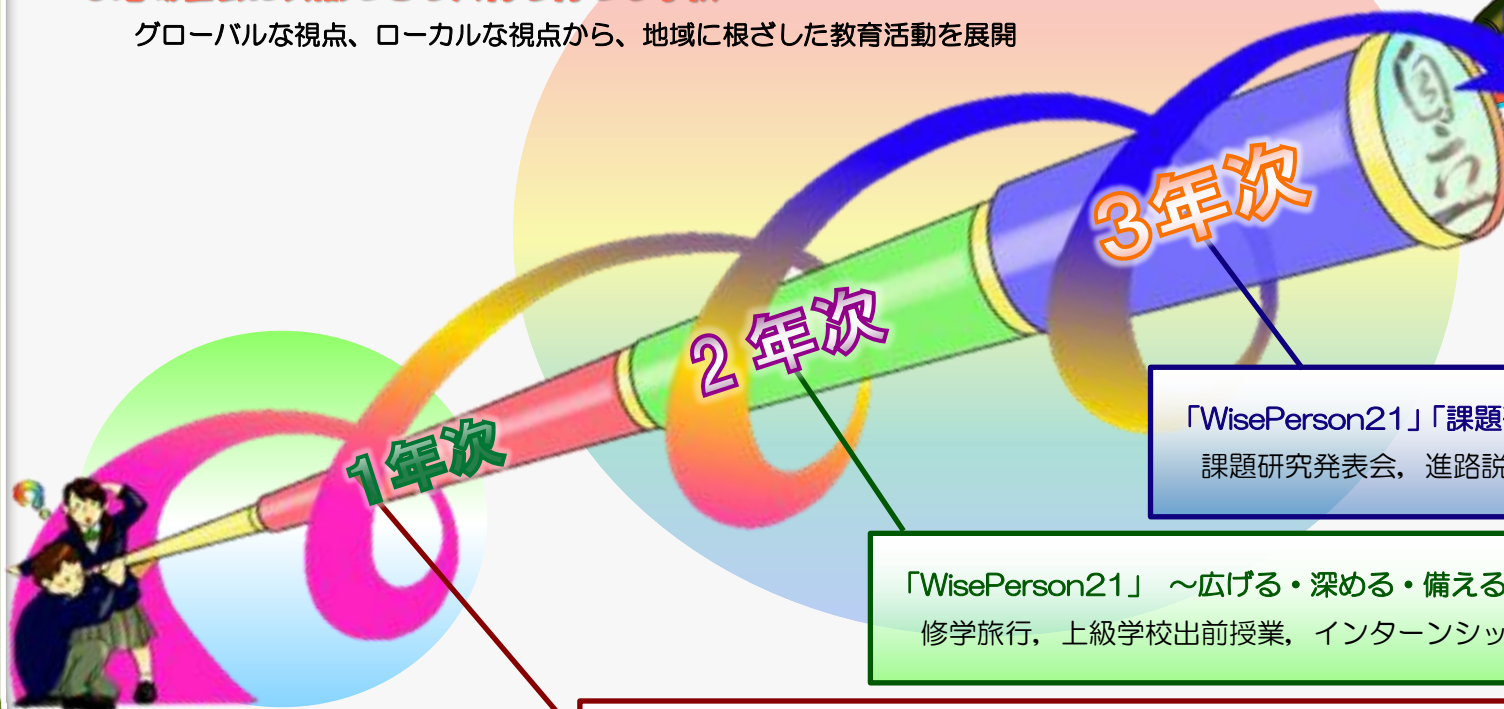 グローバルな視点、ローカルな視点から、地域に根ざした教育活動を展開
3年次
2年次
1年次
「WisePerson21」「課題
課題研究発表会，進路説
「WisePerson21」 ～広げる・深める・備える
修学旅行，上級学校出前授業，インターンシッ